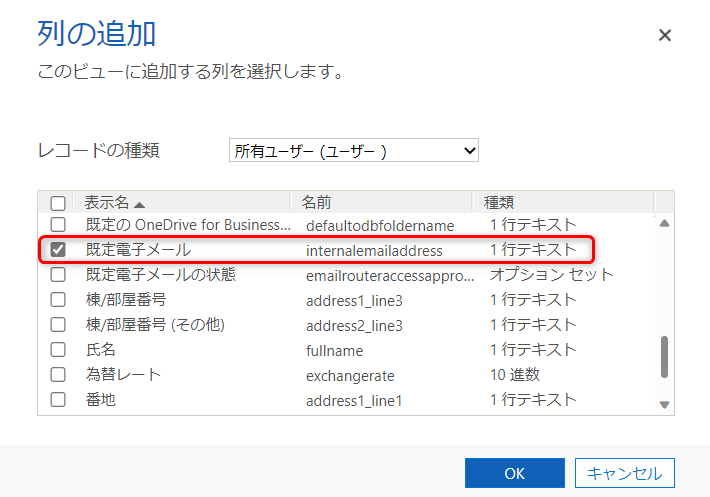 列の追加
このビューに追加する列を選択します。
レコードの種類 所有ユーザー (ユーザー )
表示名 名前 種類
既定の OneDrive for Business... defaultodbfoldername 1 行テキスト
既定電子メール internalemailaddress 1 行テキスト
既定電子メールの状態 emailrouteraccessappro... オプション セット
棟/部屋番号 address1_line3 1 行テキスト
棟/部屋番号 (その他) address2_line3 1 行テキスト
氏名 fullname 1 行テキスト
為替レート exchangerate 10 進数
番地 address1_line1 1 行テキスト
OK キャンセル